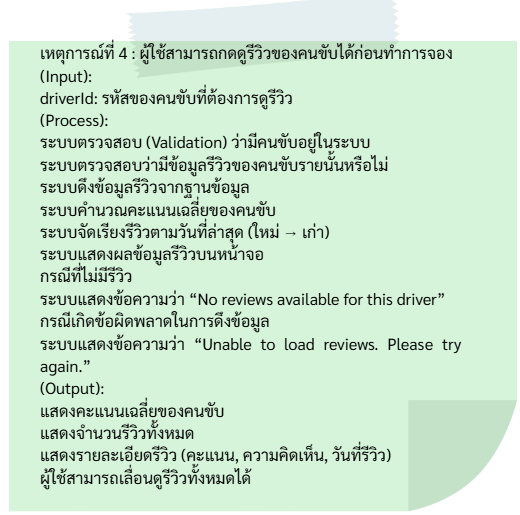 เหตุการณ์ที่ 4 : ผู้ใช้สามารถกดดูรีวิวของคนขับได้ก่อนทำการจอง
(Input):
driverId: รหัสของคนขับที่ต้องการดูรีวิว
(Process):
ระบบตรวจสอบ (Validation) ว่ามีคนขับอยู่ในระบบ
ระบบตรวจสอบว่ามีข้อมูลรีวิวของคนขับรายนั้นหรือไม่
ระบบดึงข้อมูลรีวิวจากฐานข้อมูล
ระบบคำนวณคะแนนเฉลี่ยของคนขับ
ระบบจัดเรียงรีวิวตามวันที่ล่าสุด (ใหม่ → เก่า)
ระบบแสดงผลข้อมูลรีวิวบนหน้าจอ
กรณีที่ไม่มีรีวิว
ระบบแสดงข้อความว่า “No reviews available for this driver”
กรณีเกิดข้อผิดพลาดในการดึงข้อมูล
ระบบแสดงข้อความว่า “Unable to load reviews. Please try
again.”
(Output):
แสดงคะแนนเฉลี่ยของคนขับ
แสดงจำนวนรีวิวทั้งหมด
แสดงรายละเอียดรีวิว (คะแนน, ความคิดเห็น, วันที่รีวิว)
ผู้ใช้สามารถเลื่อนดูรีวิวทั้งหมดได้